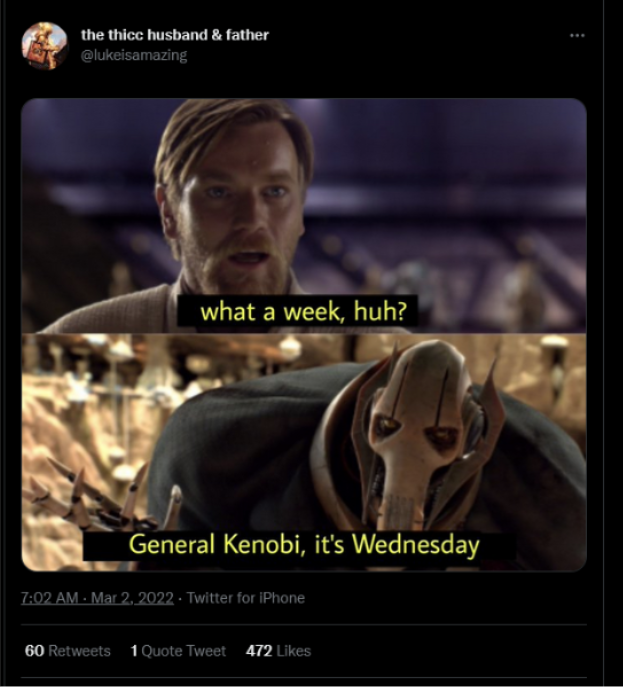 the thicc husband & father
@lukeisamazing
what a week, huh?
General Kenobi, it's Wednesday
7:02 AM · Mar 2, 2022 · Twitter for iPhone
60 Retweets 1 Quote Tweet 472 Likes